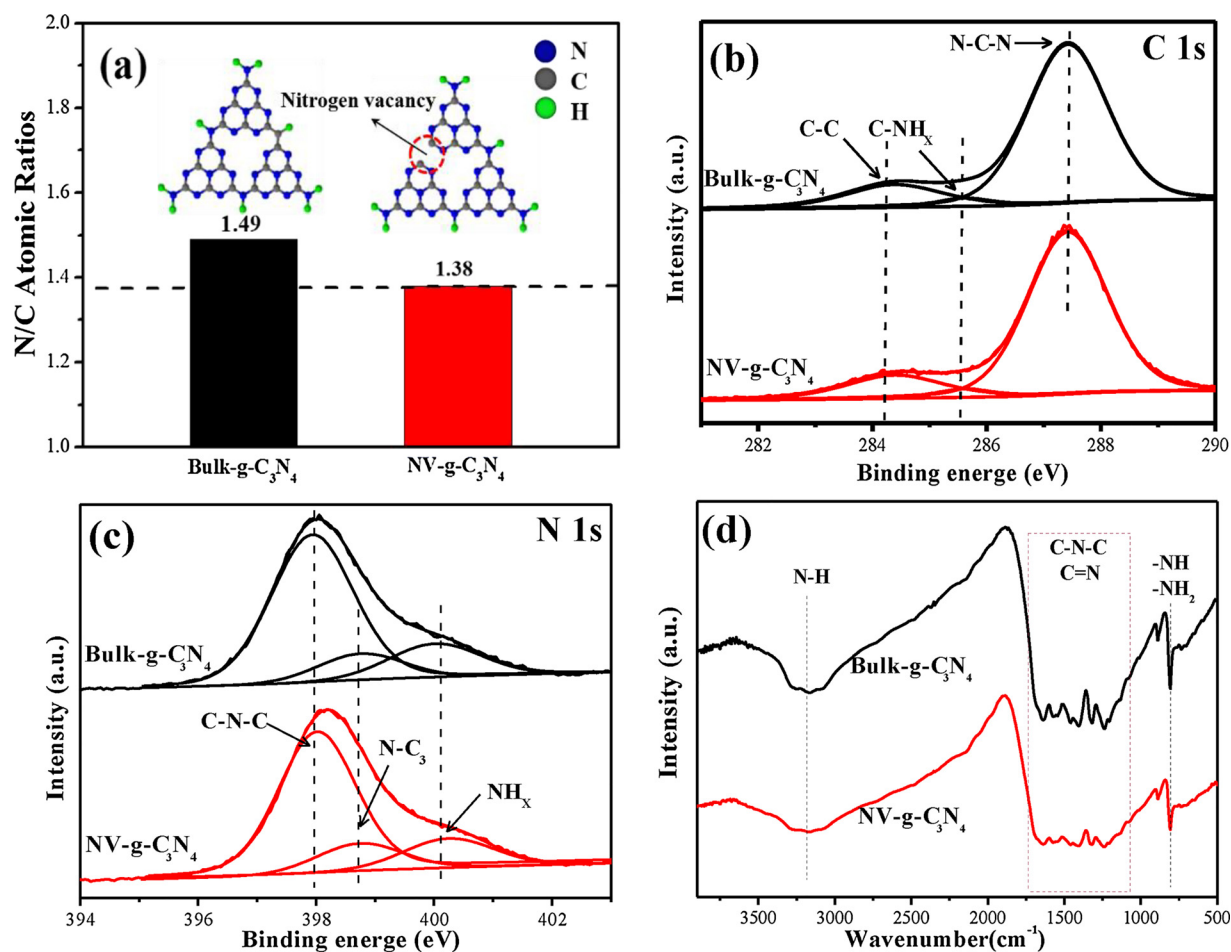 (a)
N
C
H
Nitrogen vacancy
1.49
1.38
N/C Atomic Ratios
2.0
1.8
1.6
1.4
1.2
1.0
Bulk-g-C₃N₄
NV-g-C₃N₄
(b)
C 1s
N-C-N
C-C
C-NHₓ
Bulk-g-C₃N₄
NV-g-C₃N₄
Intensity (a.u.)
282
284
286
288
290
Binding energe (eV)
(c)
N 1s
Bulk-g-C₃N₄
C-N-C
N-C₃
NHₓ
NV-g-C₃N₄
Intensity (a.u.)
394
396
398
400
402
Binding energe (eV)
(d)
N-H
C-N-C
C=N
-NH
-NH₂
Bulk-g-C₃N₄
NV-g-C₃N₄
Intensity (a.u.)
3500
3000
2500
2000
1500
1000
500
Wavenumber(cm⁻¹)